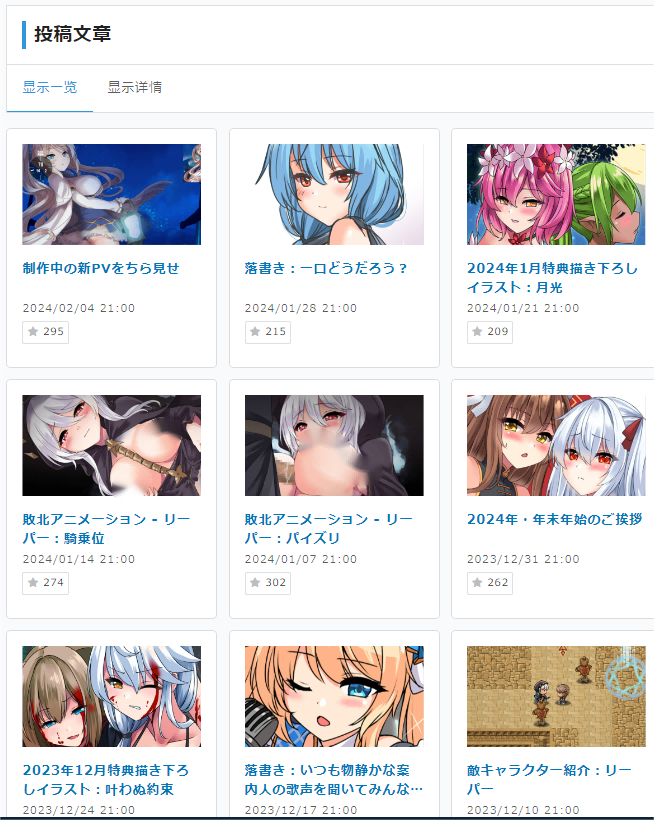 投稿文章
显示一览 显示详情
制作中の新PVをちら見せ
2024/02/04 21:00
295
落書き：一口どうだろう？
2024/01/28 21:00
215
2024年1月特典描き下ろし
イラスト：月光
2024/01/21 21:00
209
敗北アニメーション - リー
パー：騎乗位
2024/01/14 21:00
274
敗北アニメーション - リー
パー：パイズリ
2024/01/07 21:00
302
2024年・年末年始のご挨拶
2023/12/31 21:00
262
2023年12月特典描き下ろ
しイラスト：叶わぬ約束
2023/12/24 21:00
落書き：いつも物静かな案
内人の歌声を聞いてみんな…
2023/12/17 21:00
敵キャラクター紹介：リー
パー
2023/12/10 21:00